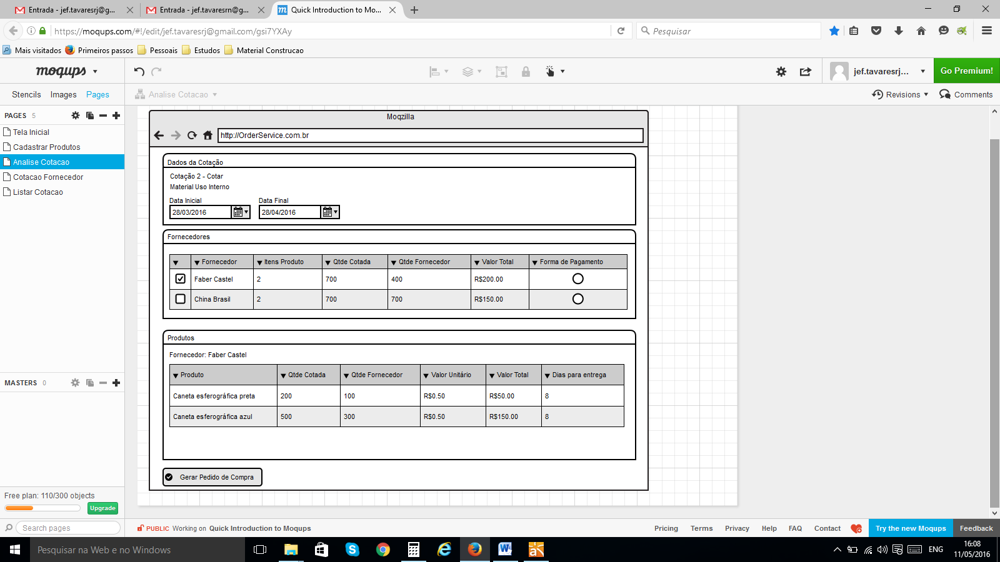 Entrada - jef.tavaresrj@g... Entrada - jef.tavaresrn@g... Quick Introduction to Moq...
https://moqups.com/#!/edit/jef.tavaresrj@gmail.com/gsi7YXAy Pesquisar
Mais visitados Primeiros passos Pessoais Estudos Material Construcao
moqups jef.tavaresrj... Go Premium!
Stencils Images Pages Analise Cotacao Revisions Comments
PAGES 5
Tela Inicial
Cadastrar Produtos
Analise Cotacao
Cotacao Fornecedor
Listar Cotacao
MASTERS 0
Free plan: 110/300 objects
Upgrade
Search pages
Moqzilla
http://OrderService.com.br
Dados da Cotação
Cotação 2 - Cotar
Material Uso Interno
Data Inicial Data Final
28/03/2016 28/04/2016
Fornecedores
Fornecedor Itens Produto Qtde Cotada Qtde Fornecedor Valor Total Forma de Pagamento
Faber Castel 2 700 400 R$200.00
China Brasil 2 700 700 R$150.00
Produtos
Fornecedor: Faber Castel
Produto Qtde Cotada Qtde Fornecedor Valor Unitário Valor Total Dias para entrega
Caneta esferográfica preta 200 100 R$0.50 R$50.00 8
Caneta esferográfica azul 500 300 R$0.50 R$150.00 8
Gerar Pedido de Compra
PUBLIC Working on Quick Introduction to Moqups Pricing Terms Privacy Help FAQ Contact Try the new Moqups Feedback
Pesquisar na Web e no Windows ENG 16:08
11/05/2016